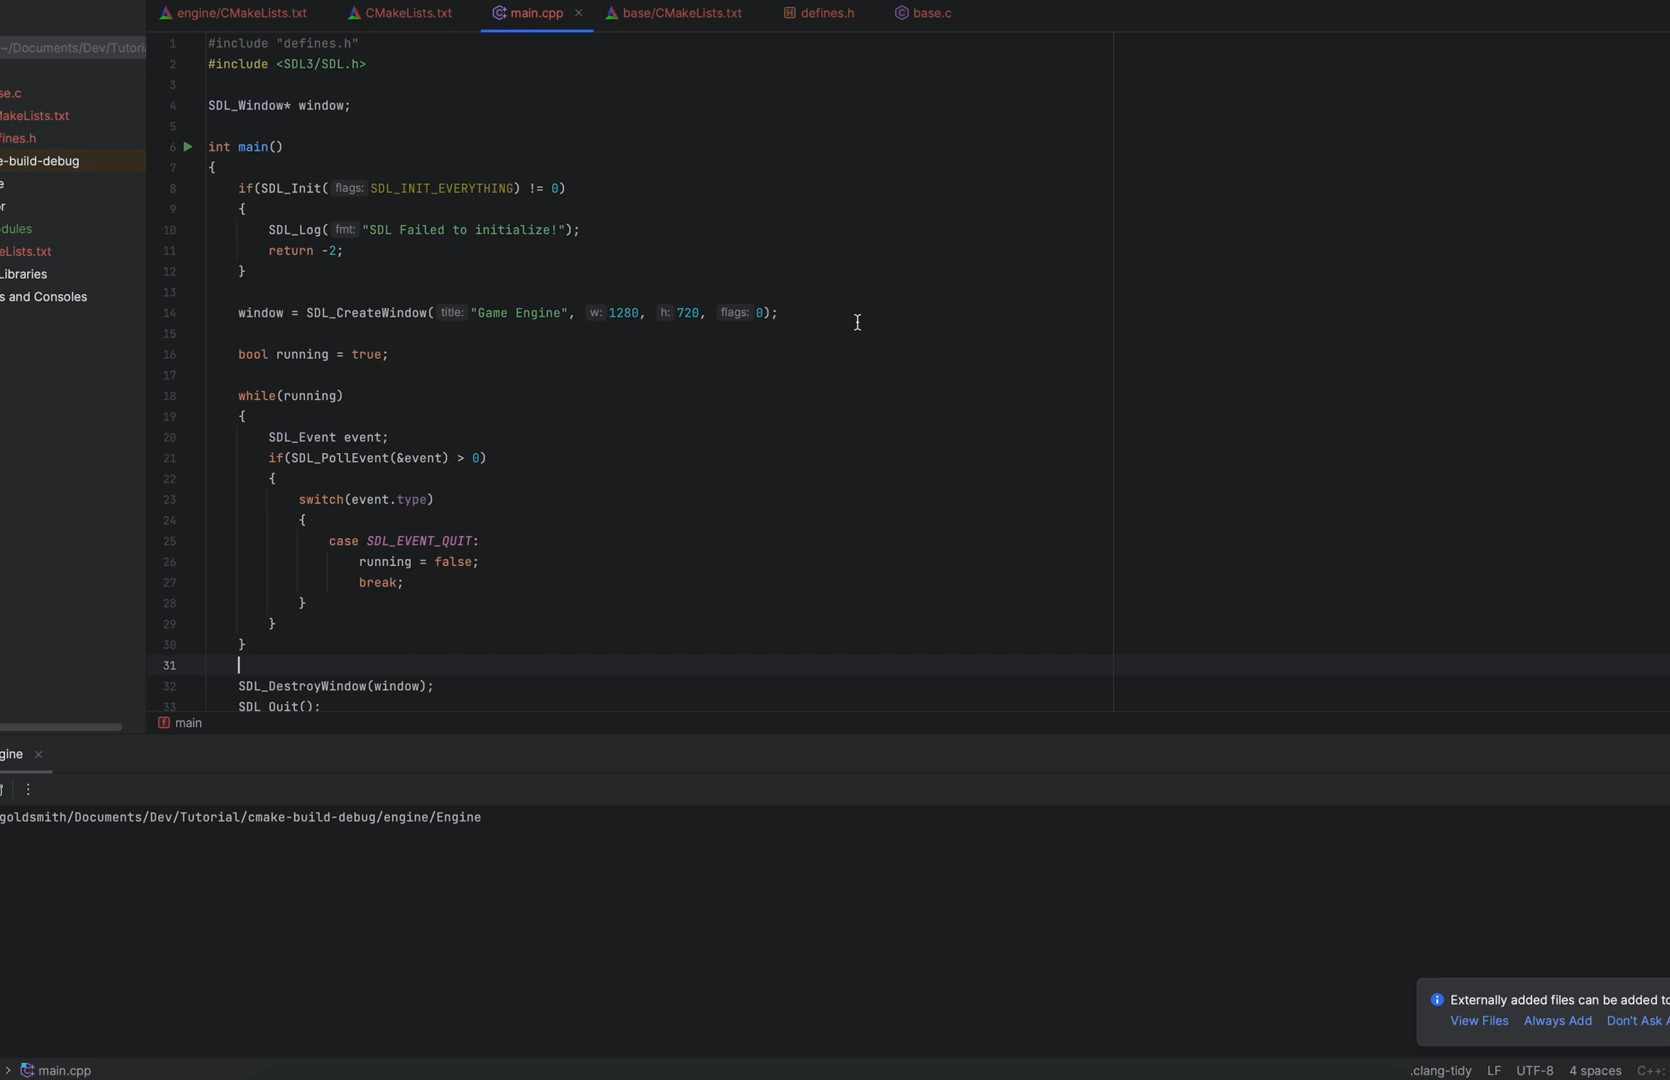 engine/CMakeLists.txt CMakeLists.txt main.cpp × base/CMakeLists.txt defines.h base.c
~/Documents/Dev/Tutori
se.c
MakeLists.txt
fines.h
e-build-debug
e
or
dules
eLists.txt
Libraries
s and Consoles
1 #include "defines.h"
2 #include <SDL3/SDL.h>
3
4 SDL_Window* window;
5
6 int main()
7 {
8 if(SDL_Init( flags: SDL_INIT_EVERYTHING) != 0)
9 {
10 SDL_Log( fmt: "SDL Failed to initialize!");
11 return -2;
12 }
13
14 window = SDL_CreateWindow( title: "Game Engine", w: 1280, h: 720, flags: 0);
15
16 bool running = true;
17
18 while(running)
19 {
20 SDL_Event event;
21 if(SDL_PollEvent(&event) > 0)
22 {
23 switch(event.type)
24 {
25 case SDL_EVENT_QUIT:
26 running = false;
27 break;
28 }
29 }
30 }
31
32 SDL_DestroyWindow(window);
33 SDL_Quit();
main
gine ×
goldsmith/Documents/Dev/Tutorial/cmake-build-debug/engine/Engine
Externally added files can be added to
View Files Always Add Don't Ask A
> main.cpp .clang-tidy LF UTF-8 4 spaces C++: